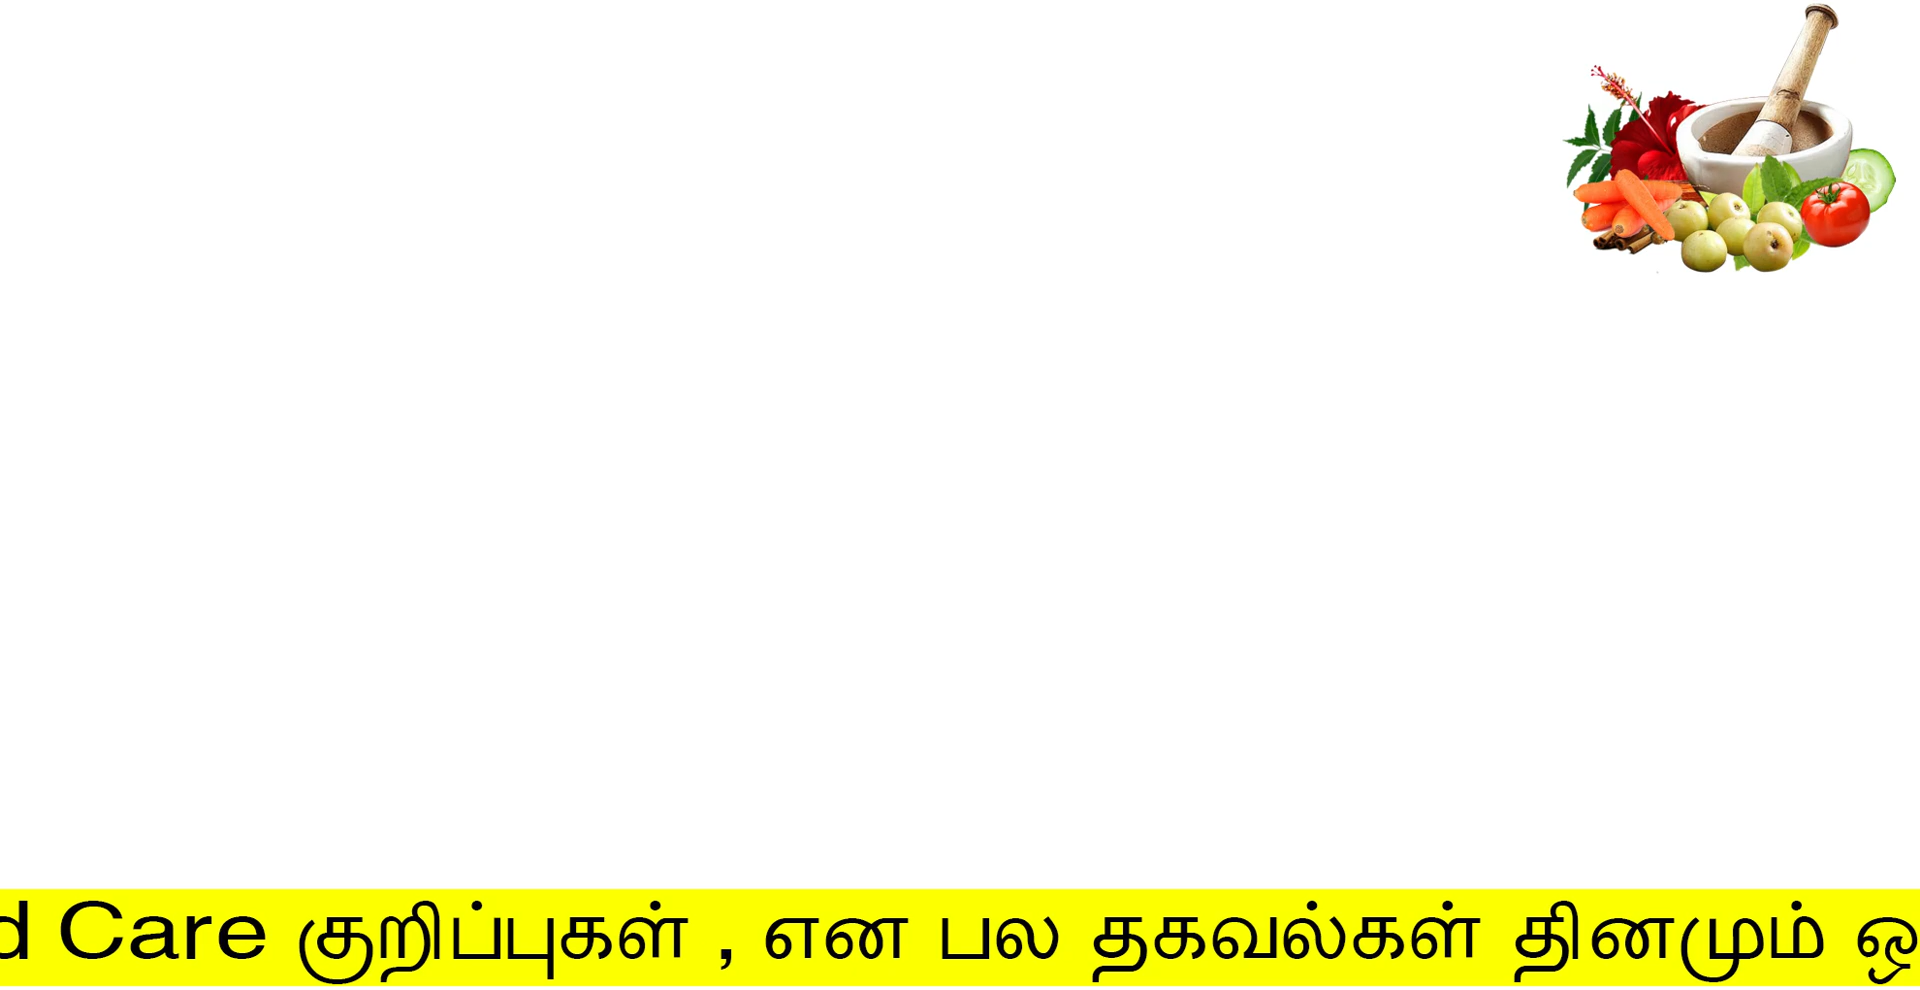 d Care குறிப்புகள் , என பல தகவல்கள் தினமும் ஒ